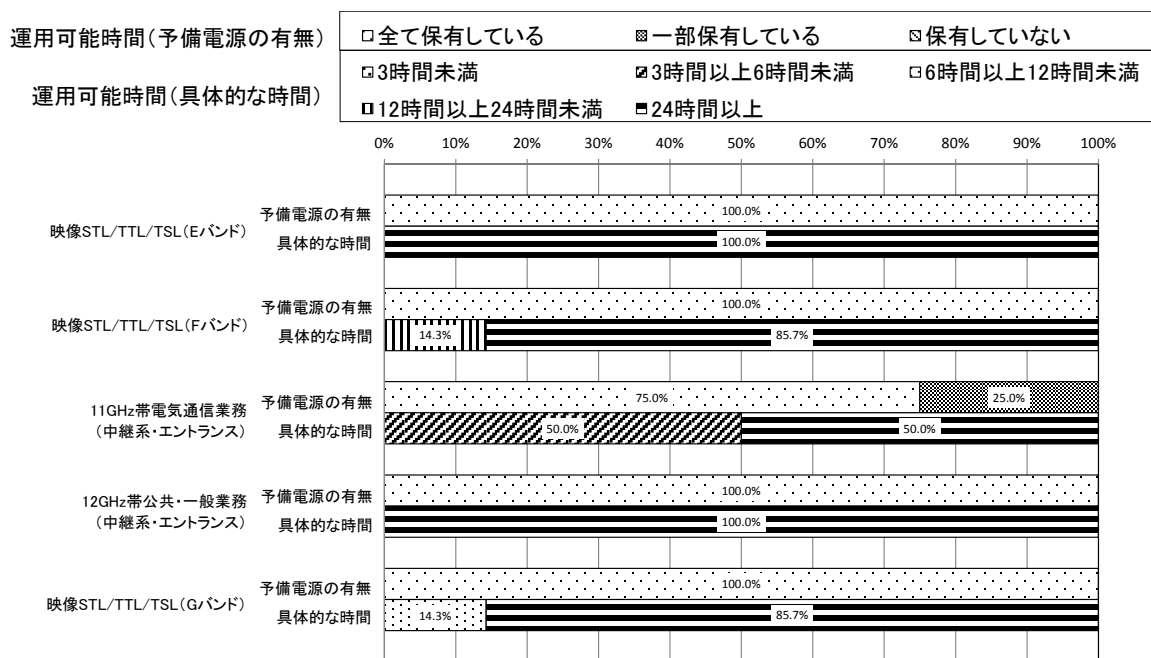 運用可能時間(予備電源の有無)
全て保有している 一部保有している 保有していない
運用可能時間(具体的な時間)
3時間未満 3時間以上6時間未満 6時間以上12時間未満
12時間以上24時間未満 24時間以上
0% 10% 20% 30% 40% 50% 60% 70% 80% 90% 100%
映像STL/TTL/TSL(Eバンド)
予備電源の有無
100.0%
具体的な時間
100.0%
映像STL/TTL/TSL(Fバンド)
予備電源の有無
100.0%
具体的な時間
14.3% 85.7%
11GHz帯電気通信業務
(中継系・エントランス)
予備電源の有無
75.0% 25.0%
具体的な時間
50.0% 50.0%
12GHz帯公共・一般業務
(中継系・エントランス)
予備電源の有無
100.0%
具体的な時間
100.0%
映像STL/TTL/TSL(Gバンド)
予備電源の有無
100.0%
具体的な時間
14.3% 85.7%